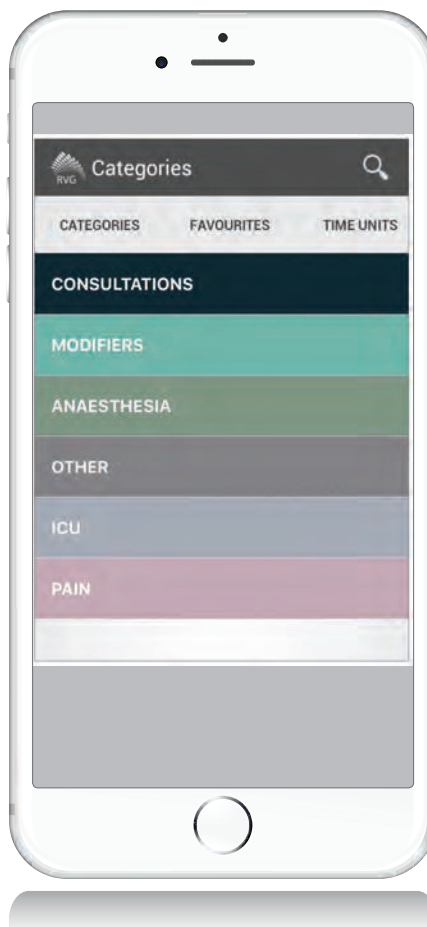 RVG Categories
CATEGORIES FAVOURITES TIME UNITS
CONSULTATIONS
MODIFIERS
ANAESTHESIA
OTHER
ICU
PAIN